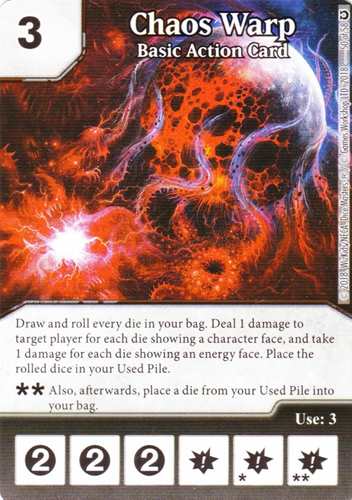 3
Chaos Warp
Basic Action Card
Draw and roll every die in your bag. Deal 1 damage to
target player for each die showing a character face, and take
1 damage for each die showing an energy face. Place the
rolled dice in your Used Pile.
** Also, afterwards, place a die from your Used Pile into
your bag.
Use: 3
2 2 2 ! ! !
* **